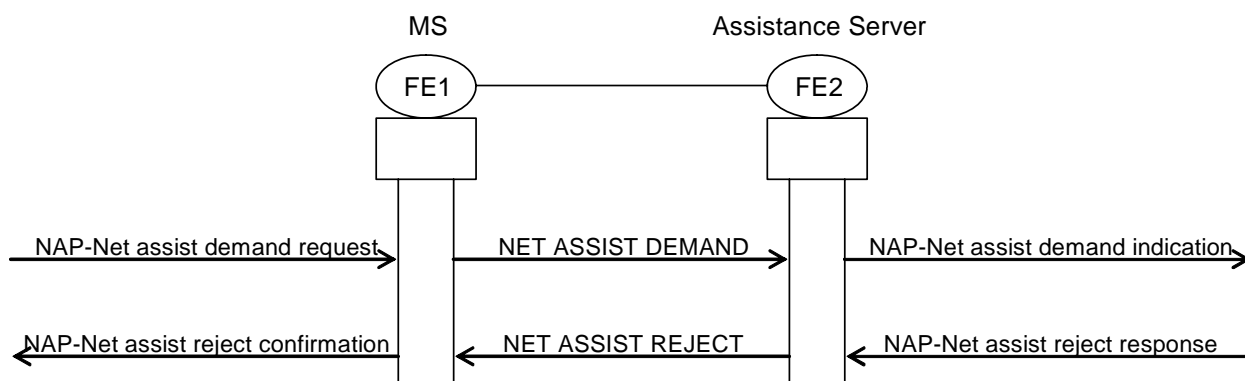 MS
Assistance Server
FE1
FE2
NAP-Net assist demand request
NET ASSIST DEMAND
NAP-Net assist demand indication
NAP-Net assist reject confirmation
NET ASSIST REJECT
NAP-Net assist reject response